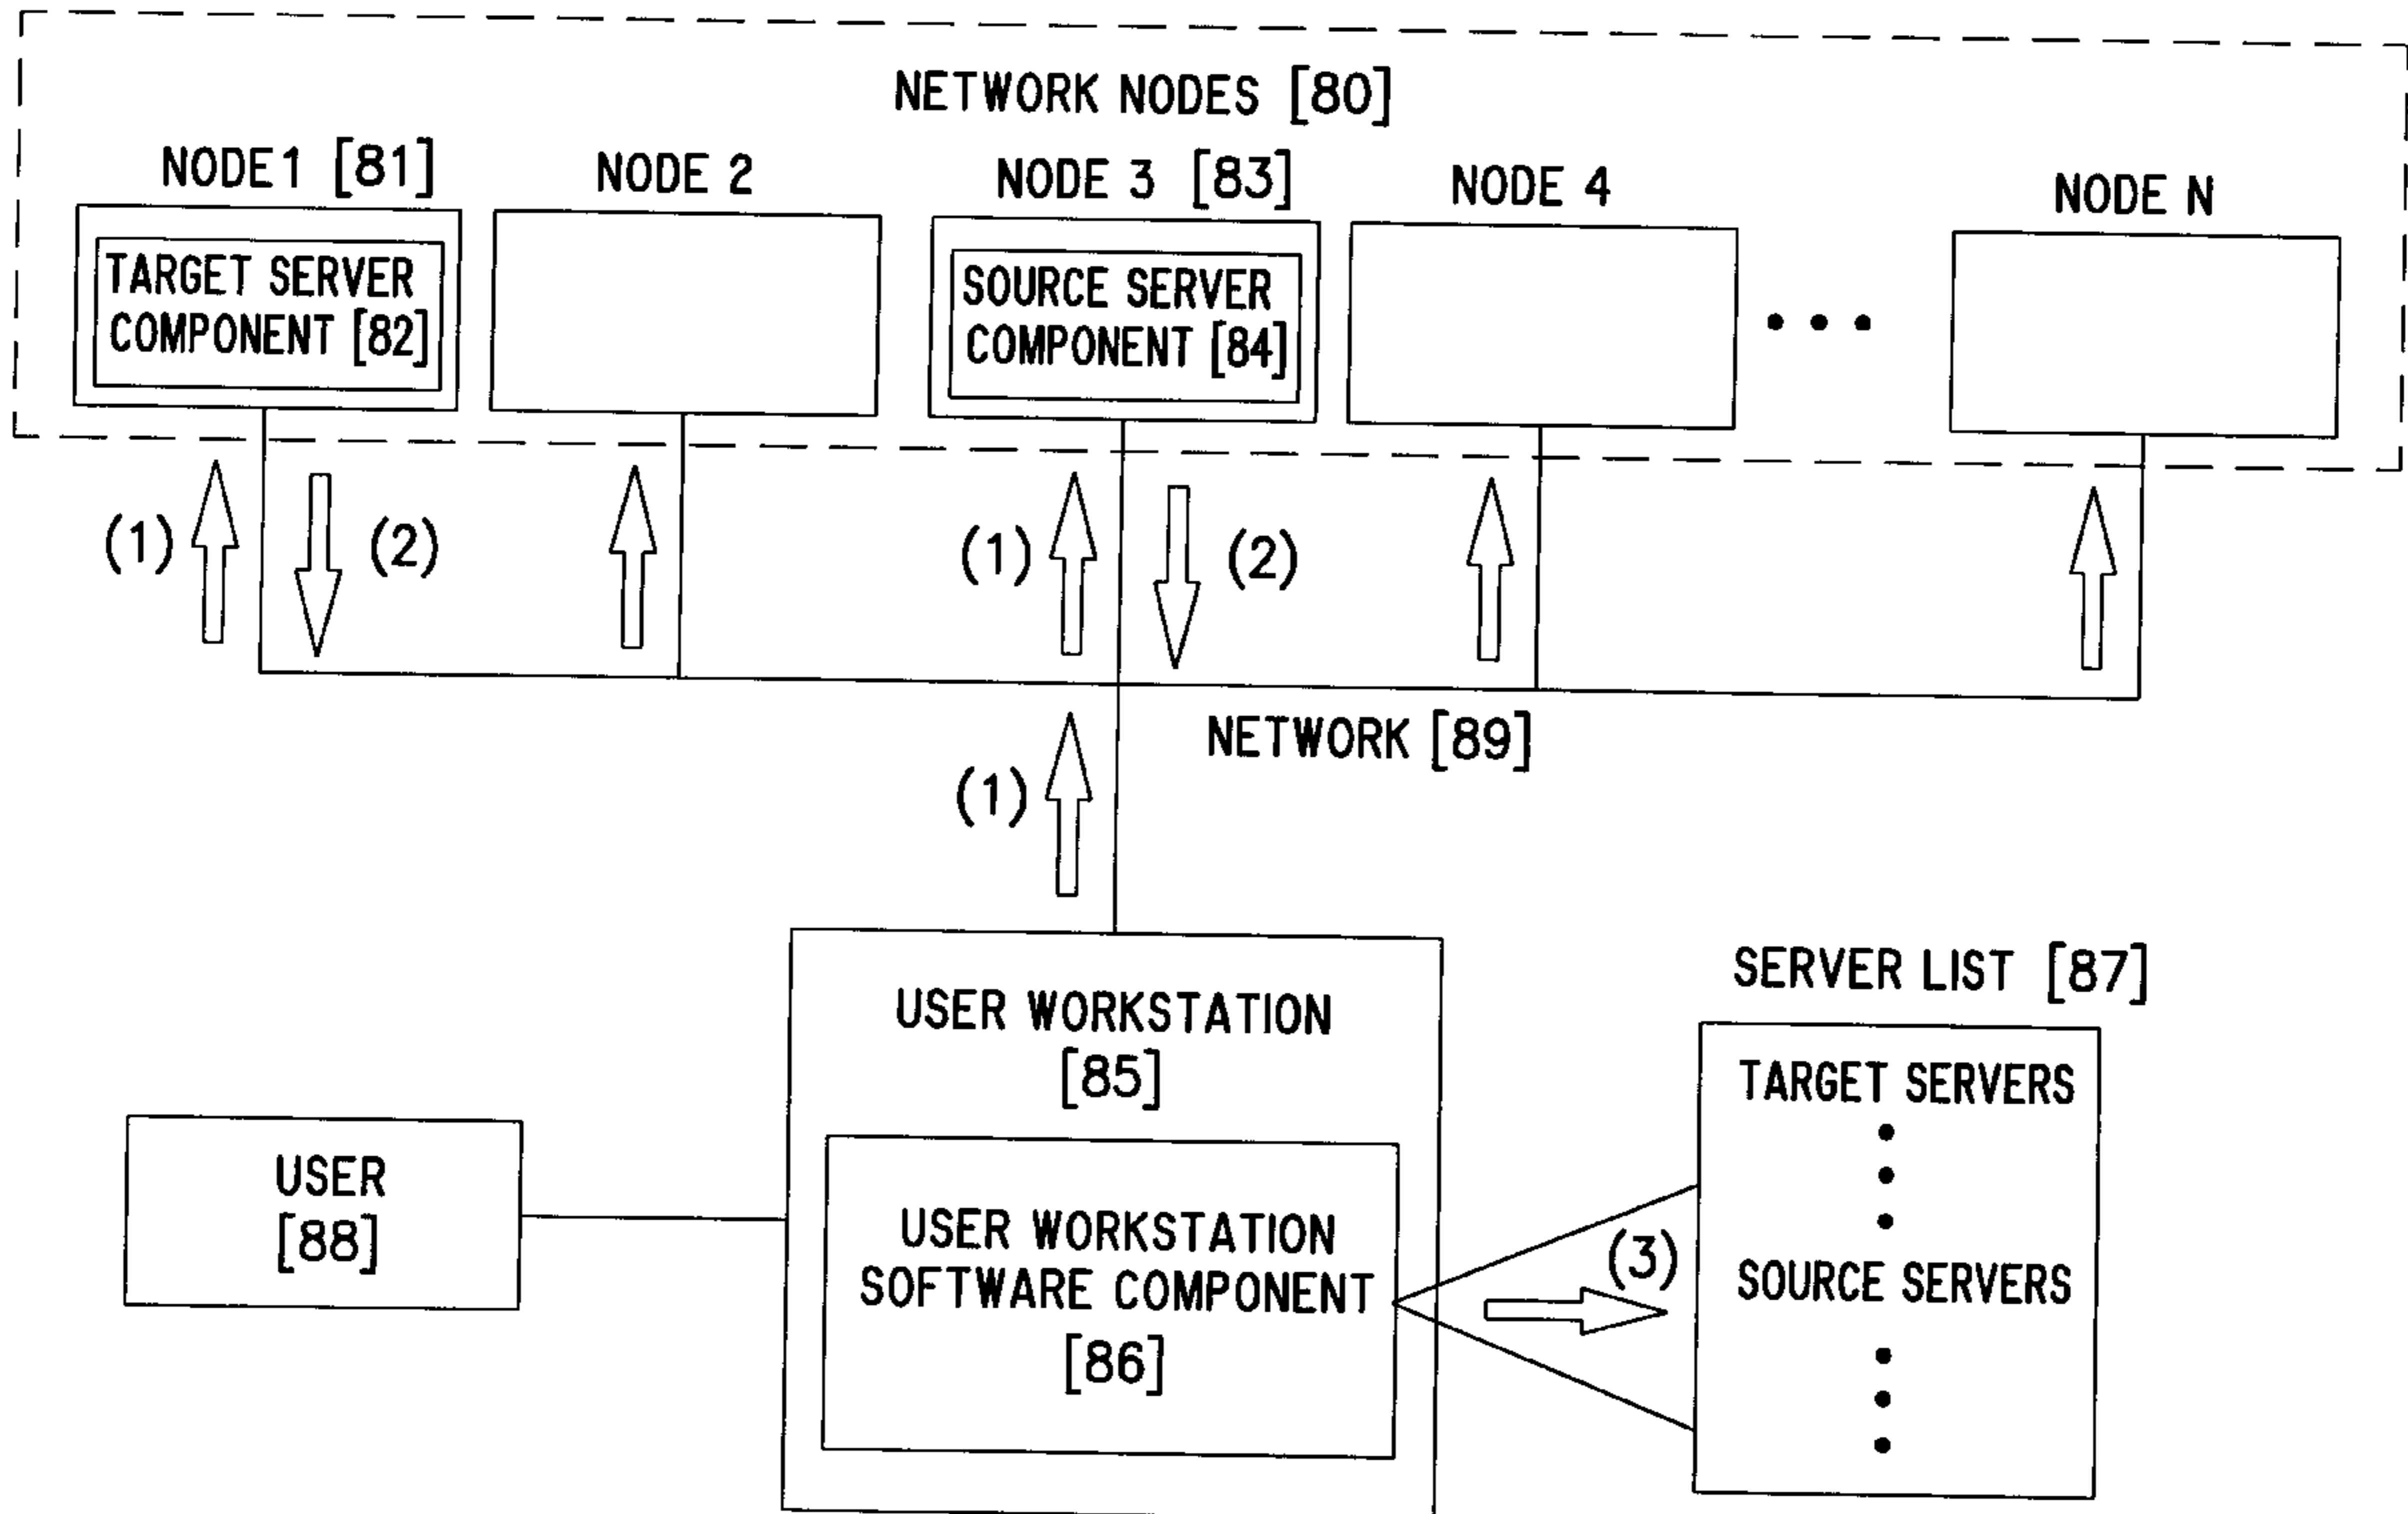 NETWORK NODES [80]
NODE 1 [81]
NODE 2
NODE 3 [83]
NODE 4
NODE N
TARGET SERVER
COMPONENT [82]
SOURCE SERVER
COMPONENT [84]
(1)
(2)
(1)
(2)
NETWORK [89]
(1)
USER WORKSTATION
[85]
SERVER LIST [87]
TARGET SERVERS
USER
[88]
USER WORKSTATION
SOFTWARE COMPONENT
[86]
(3)
SOURCE SERVERS